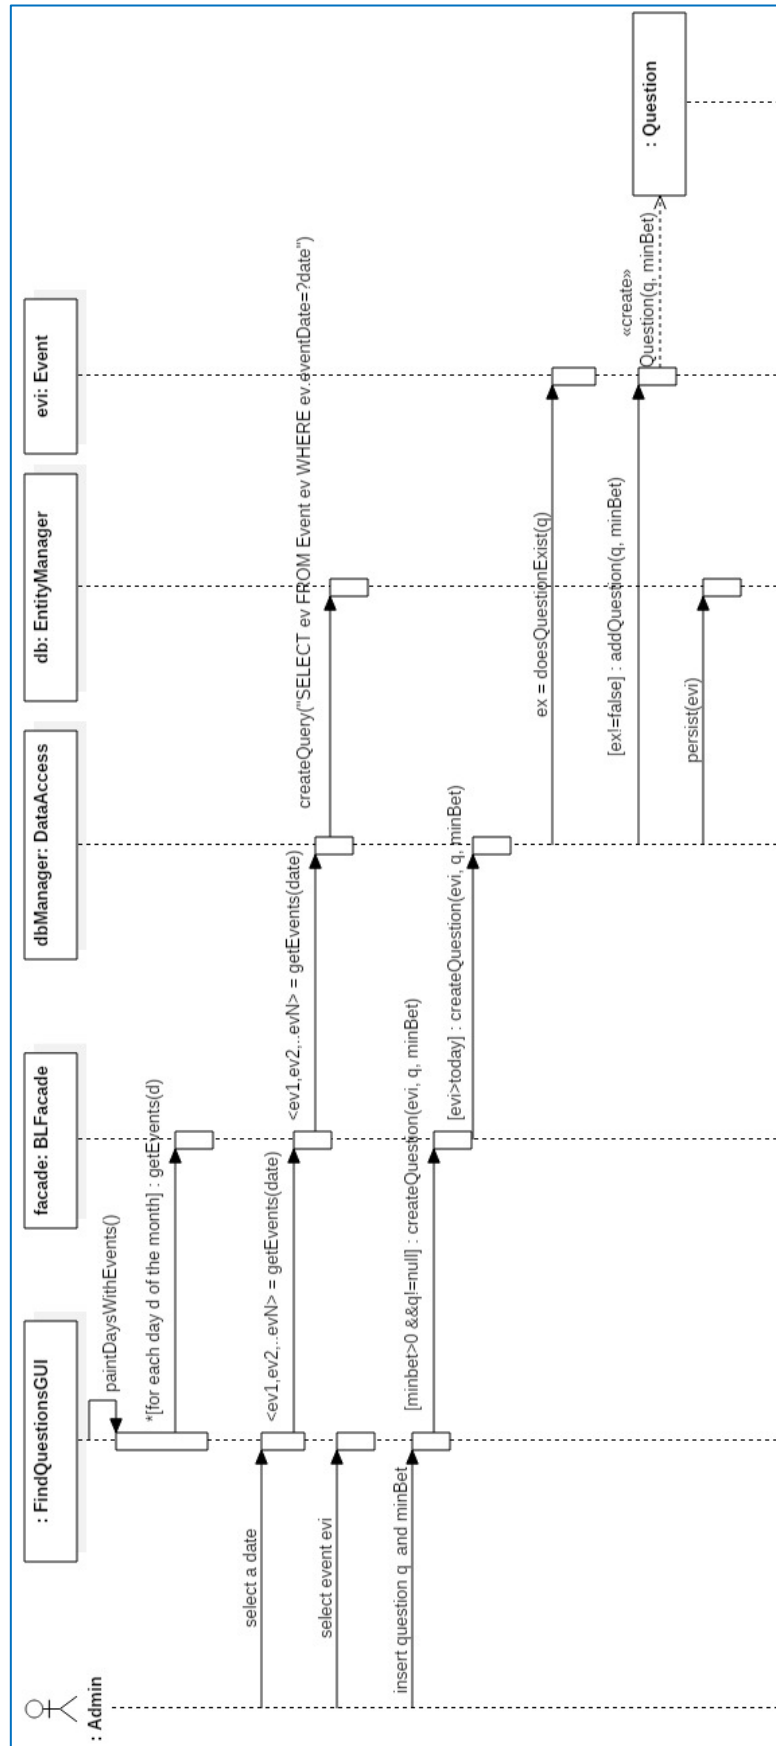 : Admin
: FindQuestionsGUI
facade: BLFacade
dbManager: DataAccess
db: EntityManager
evi: Event
: Question
paintDaysWithEvents()
*[for each day d of the month] : getEvents(d)
select a date
<ev1,ev2,..evN> = getEvents(date)
<ev1,ev2,..evN> = getEvents(date)
createQuery("SELECT ev FROM Event ev WHERE ev.eventDate=?date")
select event evi
insert question q and minBet
[minbet>0 &&q!=null] : createQuestion(evi, q, minBet)
[evi>today] : createQuestion(evi, q, minBet)
ex = doesQuestionExist(q)
[ex!=false] : addQuestion(q, minBet)
«create»
Question(q, minBet)
persist(evi)